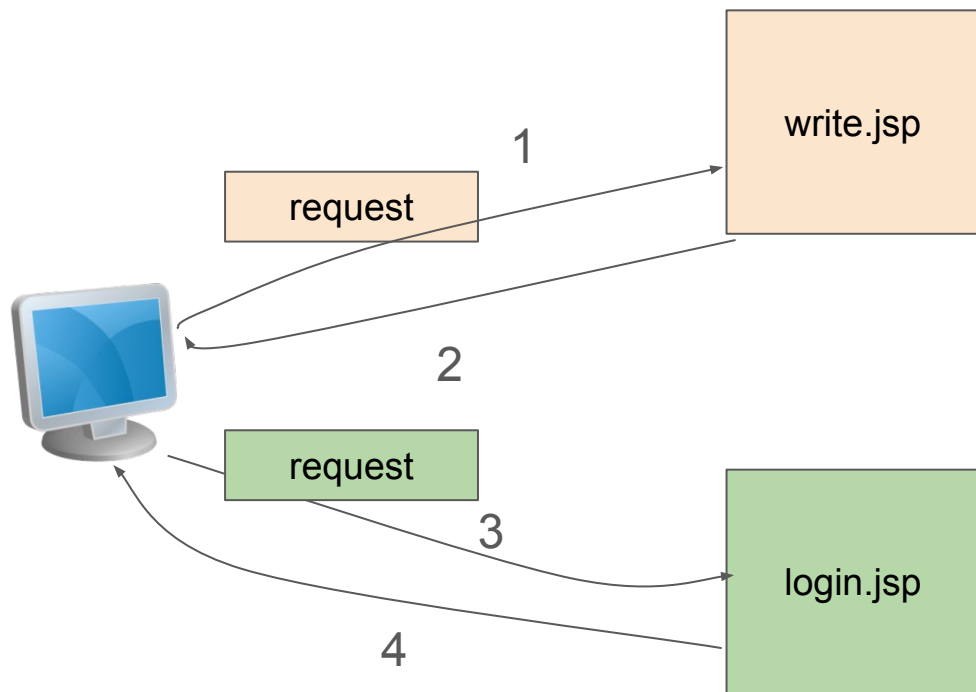 write.jsp
1
request
2
request
3
login.jsp
4